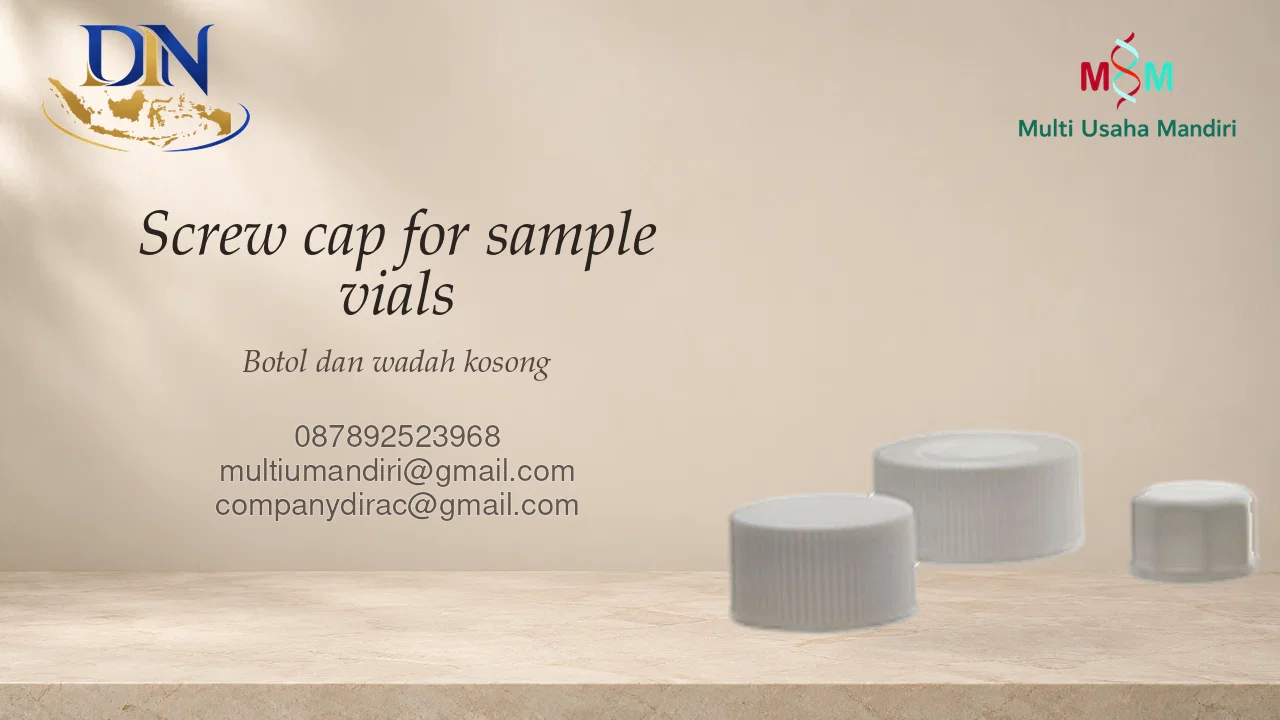 DIN
M M
Multi Usaha Mandiri
Screw cap for sample
vials
Botol dan wadah kosong
087892523968
multiumandiri@gmail.com
companydirac@gmail.com